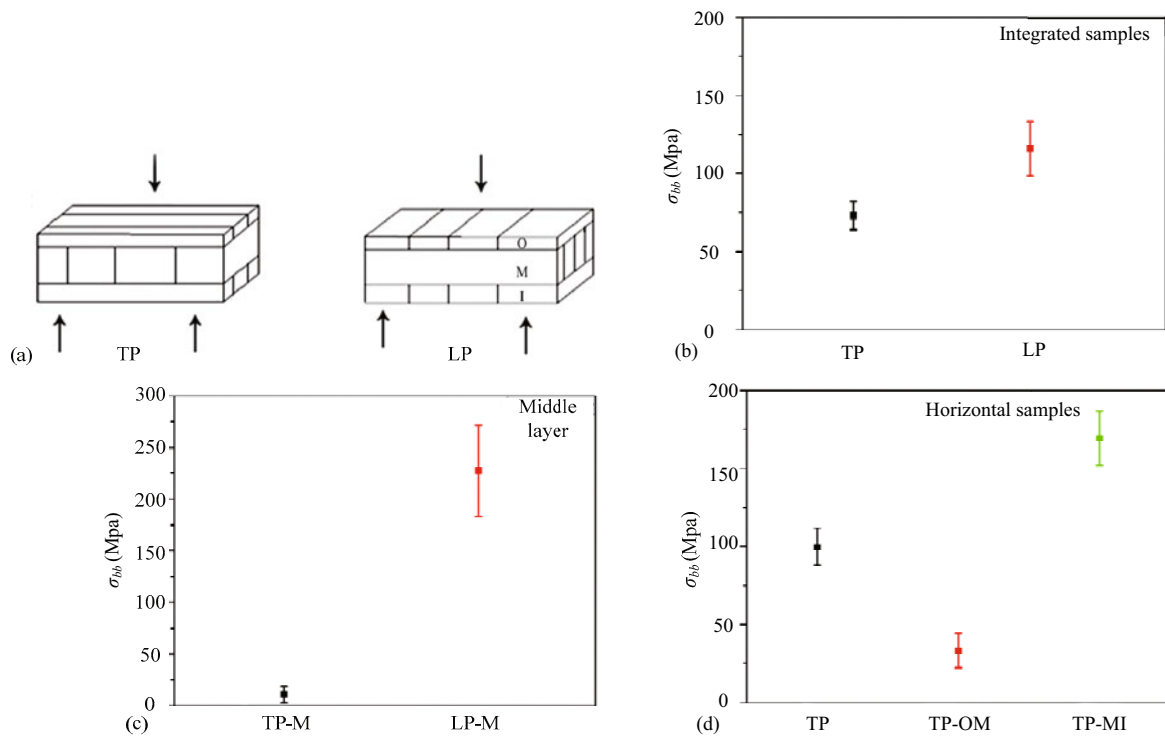 O
M
I
(a)
TP
LP
200
150
100
50
0
σbb (Mpa)
Integrated samples
(b)
TP
LP
300
250
200
150
100
50
0
σbb (Mpa)
Middle
layer
(c)
TP-M
LP-M
200
150
100
50
0
σbb (Mpa)
Horizontal samples
(d)
TP
TP-OM
TP-MI